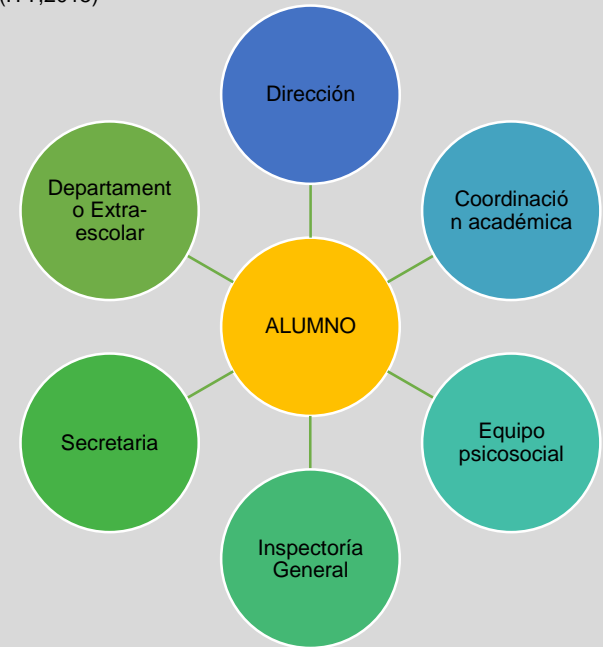 Dirección
Departament
o Extra-
escolar
Coordinació
n académica
ALUMNO
Secretaria
Equipo
psicosocial
Inspectoría
General